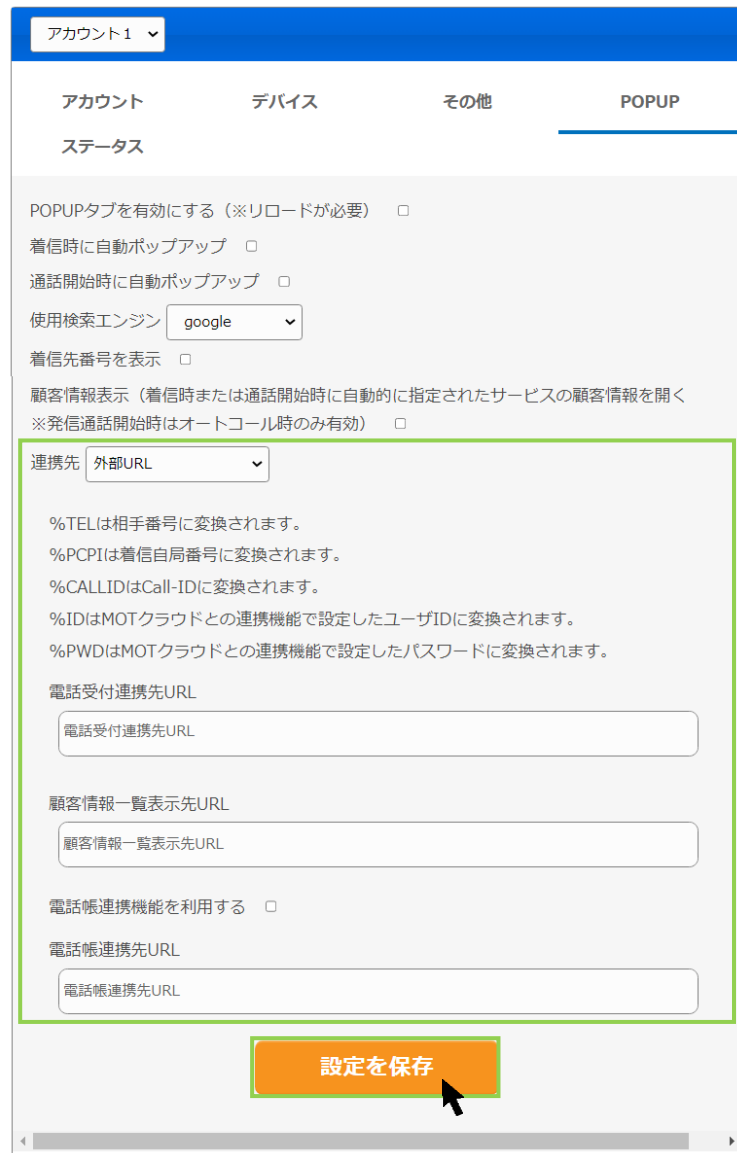 アカウント1
アカウント デバイス その他 POPUP
ステータス
POPUPタブを有効にする（※リロードが必要）
着信時に自動ポップアップ
通話開始時に自動ポップアップ
使用検索エンジン google
着信先番号を表示
顧客情報表示（着信時または通話開始時に自動的に指定されたサービスの顧客情報を開く
※発信通話開始時はオートコール時のみ有効）
連携先 外部URL
%TELは相手番号に変換されます。
%PCPIは着信自局番号に変換されます。
%CALLIDはCall-IDに変換されます。
%IDはMOTクラウドとの連携機能で設定したユーザIDに変換されます。
%PWDはMOTクラウドとの連携機能で設定したパスワードに変換されます。
電話受付連携先URL
電話受付連携先URL
顧客情報一覧表示先URL
顧客情報一覧表示先URL
電話帳連携機能を利用する
電話帳連携先URL
電話帳連携先URL
設定を保存